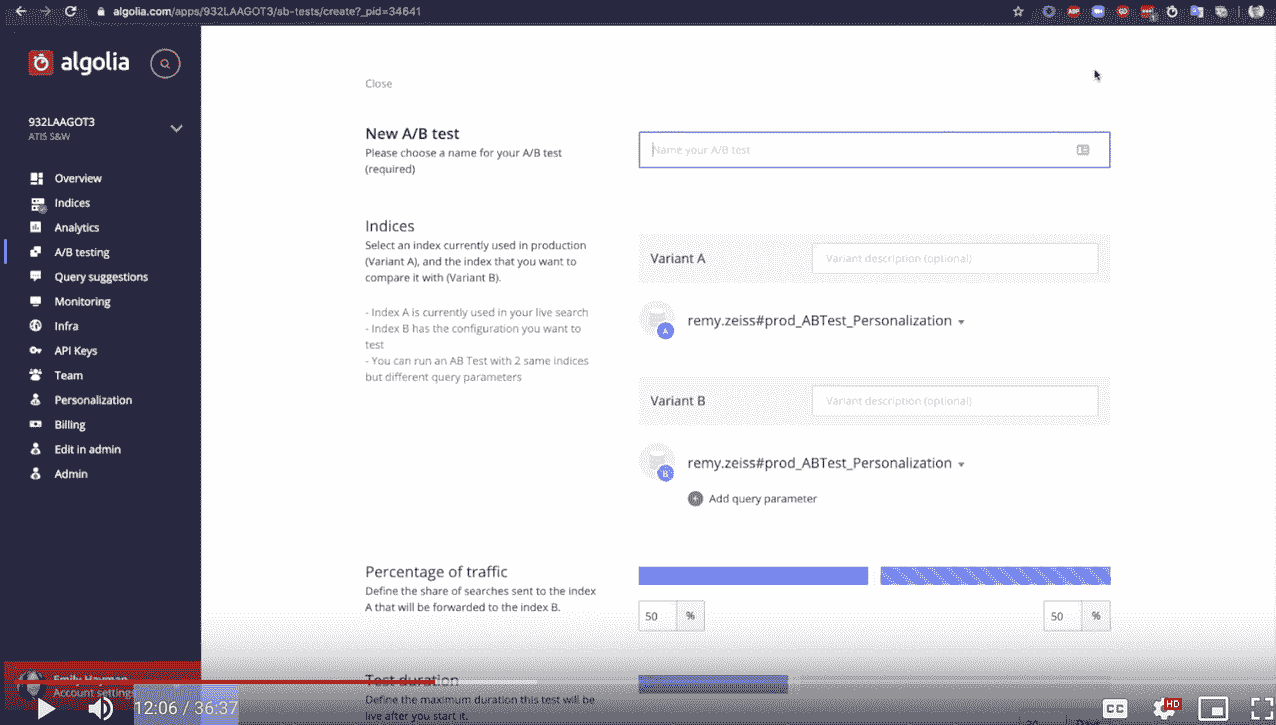 algolia.com/apps/932LAAGOT3/ab-tests/create?_pid=34641
ABP
algolia
932LAAGOT3
ATIS S&W
Overview
Indices
Analytics
A/B testing
Query suggestions
Monitoring
Infra
API Keys
Team
Personalization
Billing
Edit in admin
Admin
Emily Hayman
Account settings
Close
New A/B test
Please choose a name for your A/B test
(required)
Name your A/B test
Indices
Select an index currently used in production
(Variant A), and the index that you want to
compare it with (Variant B).
- Index A is currently used in your live search
- Index B has the configuration you want to
test
- You can run an AB Test with 2 same indices
but different query parameters
Variant A
Variant description (optional)
A
remy.zeiss#prod_ABTest_Personalization
Variant B
Variant description (optional)
B
remy.zeiss#prod_ABTest_Personalization
Add query parameter
Percentage of traffic
Define the share of searches sent to the index
A that will be forwarded to the index B.
50 %
50 %
Test duration
Define the maximum duration this test will be
live after you start it.
30 Days
12:06 / 36:37
CC
HD